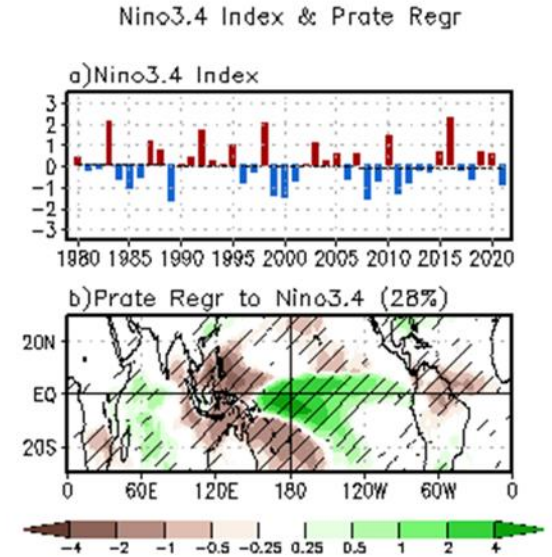 Nino3.4 Index & Prate Regr
a)Nino3.4 Index
3
2
1
0
-1
-2
-3
1980 1985 1990 1995 2000 2005 2010 2015 2020
b)Prate Regr to Nino3.4 (28%)
20N
EQ
20S
0 60E 120E 180 120W 60W 0
-4 -2 -1 -0.5 -0.25 0.25 0.5 1 2 4